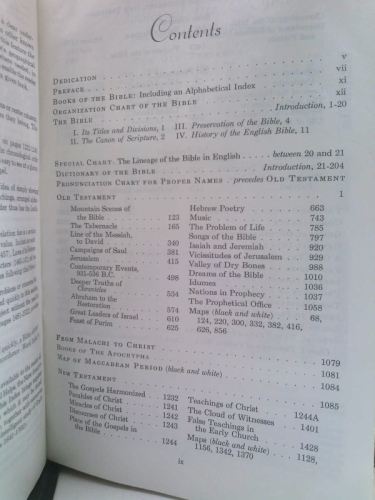 Contents
DEDICATION v
PREFACE vii
BOOKS OF THE BIBLE: Including an Alphabetical Index xi
ORGANIZATION CHART OF THE BIBLE xii
THE BIBLE Introduction, 1-20
I. Its Titles and Divisions, 1 III. Preservation of the Bible, 4
II. The Canon of Scripture, 2 IV. History of the English Bible, 11
SPECIAL CHART: The Lineage of the Bible in English between 20 and 21
DICTIONARY OF THE BIBLE Introduction, 21-204
PRONUNCIATION CHART FOR PROPER NAMES precedes OLD TESTAMENT
OLD TESTAMENT 1
Mountain Scenes of
the Bible 123
The Tabernacle 165
Line of the Messiah,
to David 340
Campaigns of Saul 381
Jerusalem 415
Contemporary Events,
931-536 B.C. 498
Deeper Truths of
Chronicles 534
Abraham to the
Restoration
Great Leaders of Israel 610
Feast of Purim 625
Hebrew Poetry 663
Music 743
The Problem of Life 785
Songs of the Bible 797
Isaiah and Jeremiah 920
Vicissitudes of Jerusalem 929
Valley of Dry Bones 988
Dreams of the Bible 1010
Idumea 1036
Nations in Prophecy 1037
The Prophetical Office 1058
Maps (black and white) 68,
124, 220, 300, 332, 382, 416,
626, 856
FROM MALACHI TO CHRIST 1079
BOOKS OF THE APOCRYPHA 1081
MAP OF MACCABEAN PERIOD (black and white) 1084
NEW TESTAMENT 1085
The Gospels Harmonized 1232
Parables of Christ 1241
Miracles of Christ 1242
Discourses of Christ 1243
Place of the Gospels in
the Bible 1244
Teachings of Christ 1244A
The Cloud of Witnesses 1401
False Teachings in
the Early Church 1428
Maps (black and white) 1128,
1156, 1342, 1370
ix